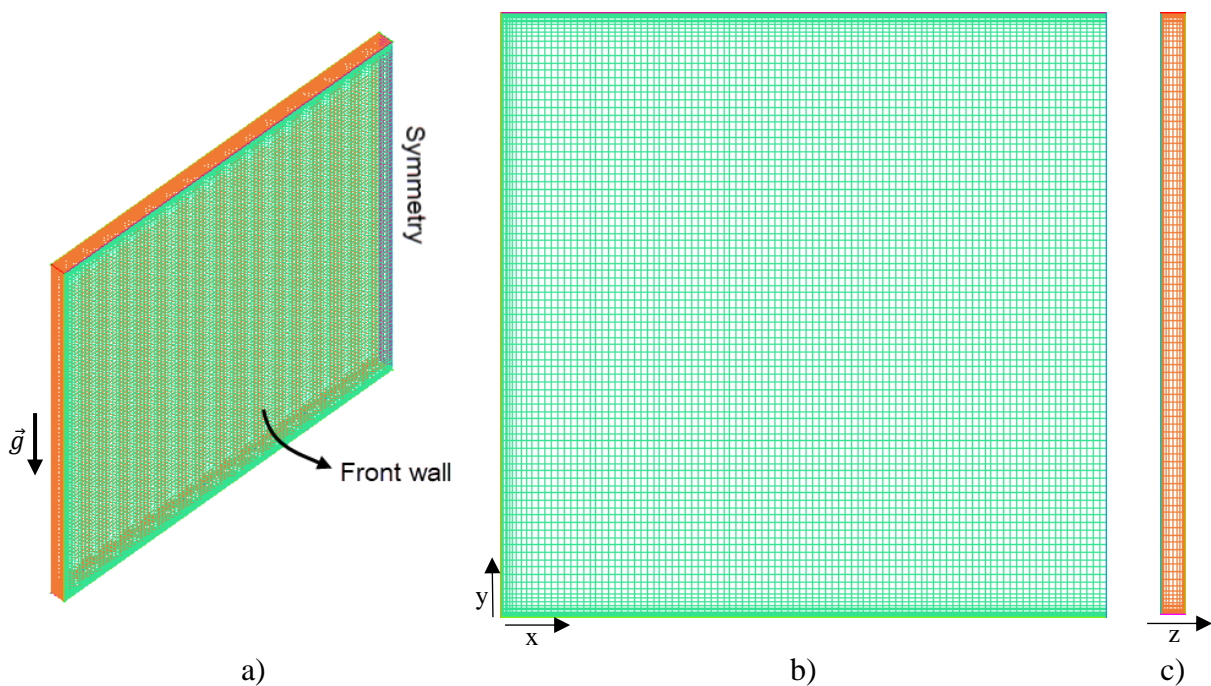 Symmetry
g⃗
Front wall
y
x
z
a)
b)
c)